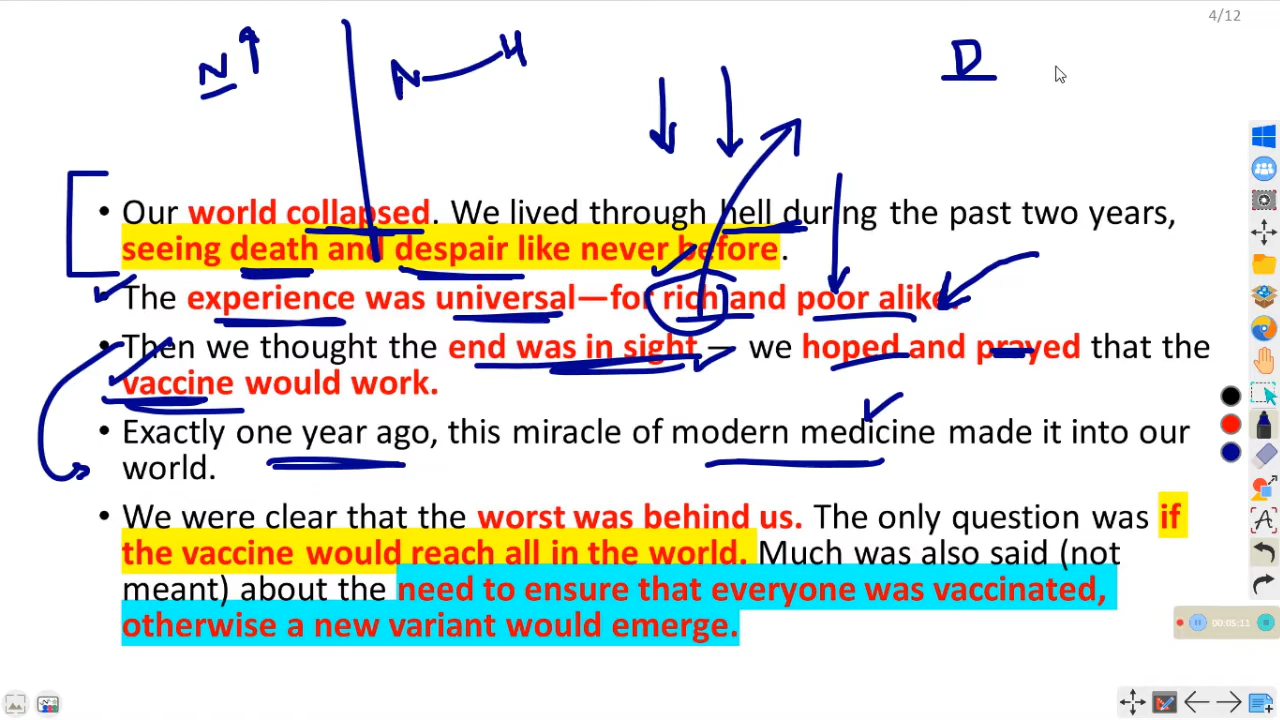 4/12
N
N H
D
• Our world collapsed. We lived through hell during the past two years,
seeing death and despair like never before.
• The experience was universal—for rich and poor alike.
• Then we thought the end was in sight — we hoped and prayed that the
vaccine would work.
• Exactly one year ago, this miracle of modern medicine made it into our
world.
• We were clear that the worst was behind us. The only question was if
the vaccine would reach all in the world. Much was also said (not
meant) about the need to ensure that everyone was vaccinated,
otherwise a new variant would emerge.
00:05:11